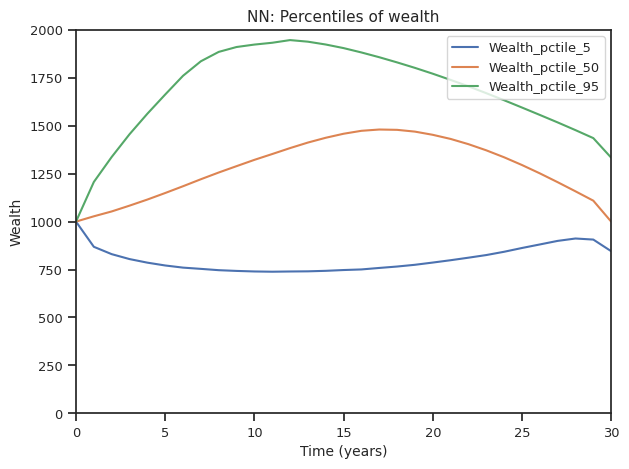 NN: Percentiles of wealth
2000
1750
1500
1250
1000
750
500
250
0
Wealth
Wealth_pctile_5
Wealth_pctile_50
Wealth_pctile_95
0 5 10 15 20 25 30
Time (years)